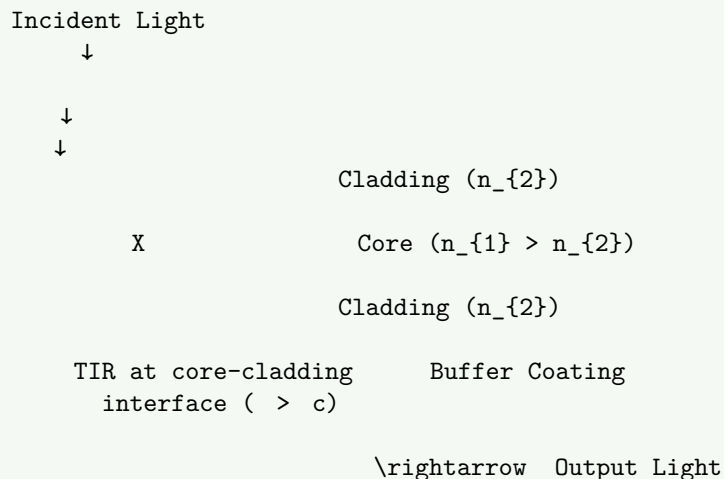 Incident Light
↓
↓
↓
Cladding (n_{2})
X Core (n_{1} > n_{2})
Cladding (n_{2})
TIR at core-cladding Buffer Coating
interface ( > c)
\rightarrow Output Light